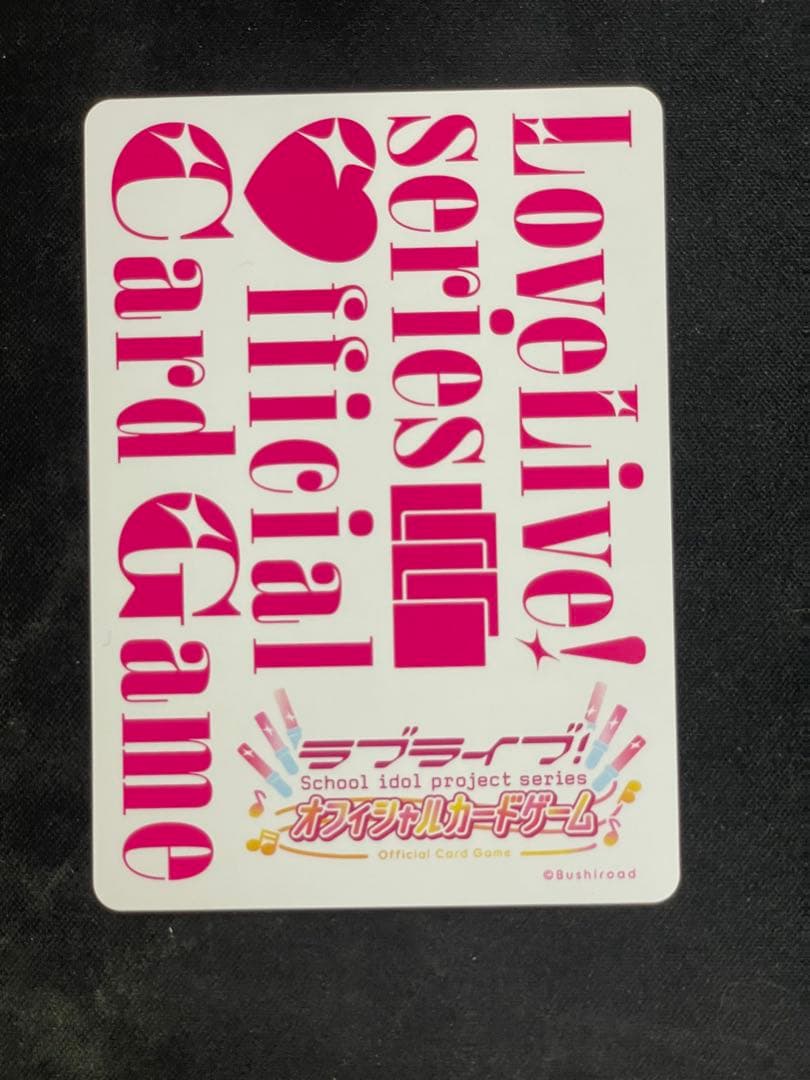 LoveLive!
series
Official
Card Game
ラブライブ!
School idol project series
オフィシャルカードゲーム
Official Card Game
©Bushiroad